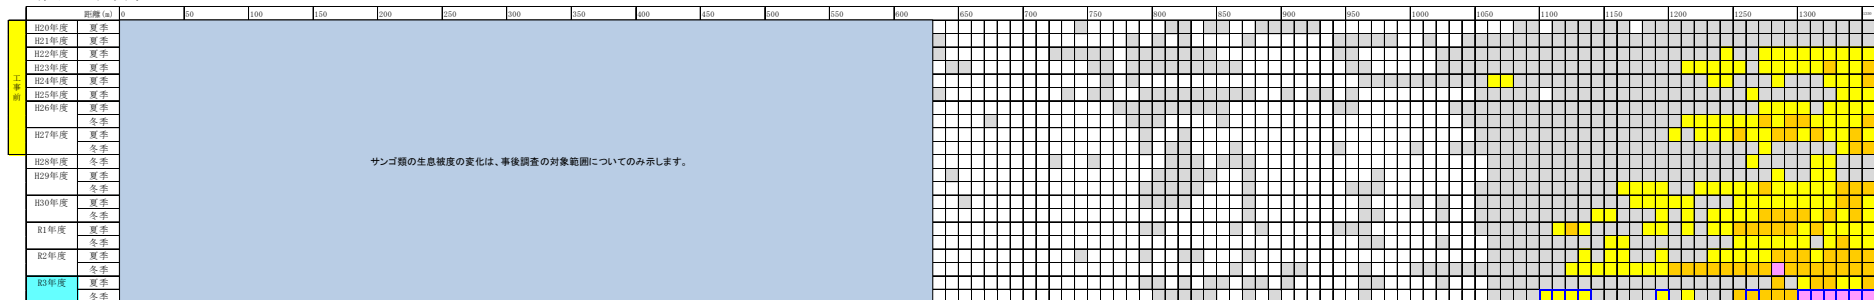 距離(m) 0 50 100 150 200 250 300 350 400 450 500 550 600 650 700 750 800 850 900 950 1000 1050 1100 1150 1200 1250 1300
工事前
H20年度 夏季
H21年度 夏季
H22年度 夏季
H23年度 夏季
H24年度 夏季
H25年度 夏季
H26年度 夏季
冬季
H27年度 夏季
冬季
H28年度 冬季
サンゴ類の生息被度の変化は、事後調査の対象範囲についてのみ示します。
H29年度 夏季
冬季
H30年度 夏季
冬季
R1年度 夏季
冬季
R2年度 夏季
冬季
R3年度 夏季
冬季